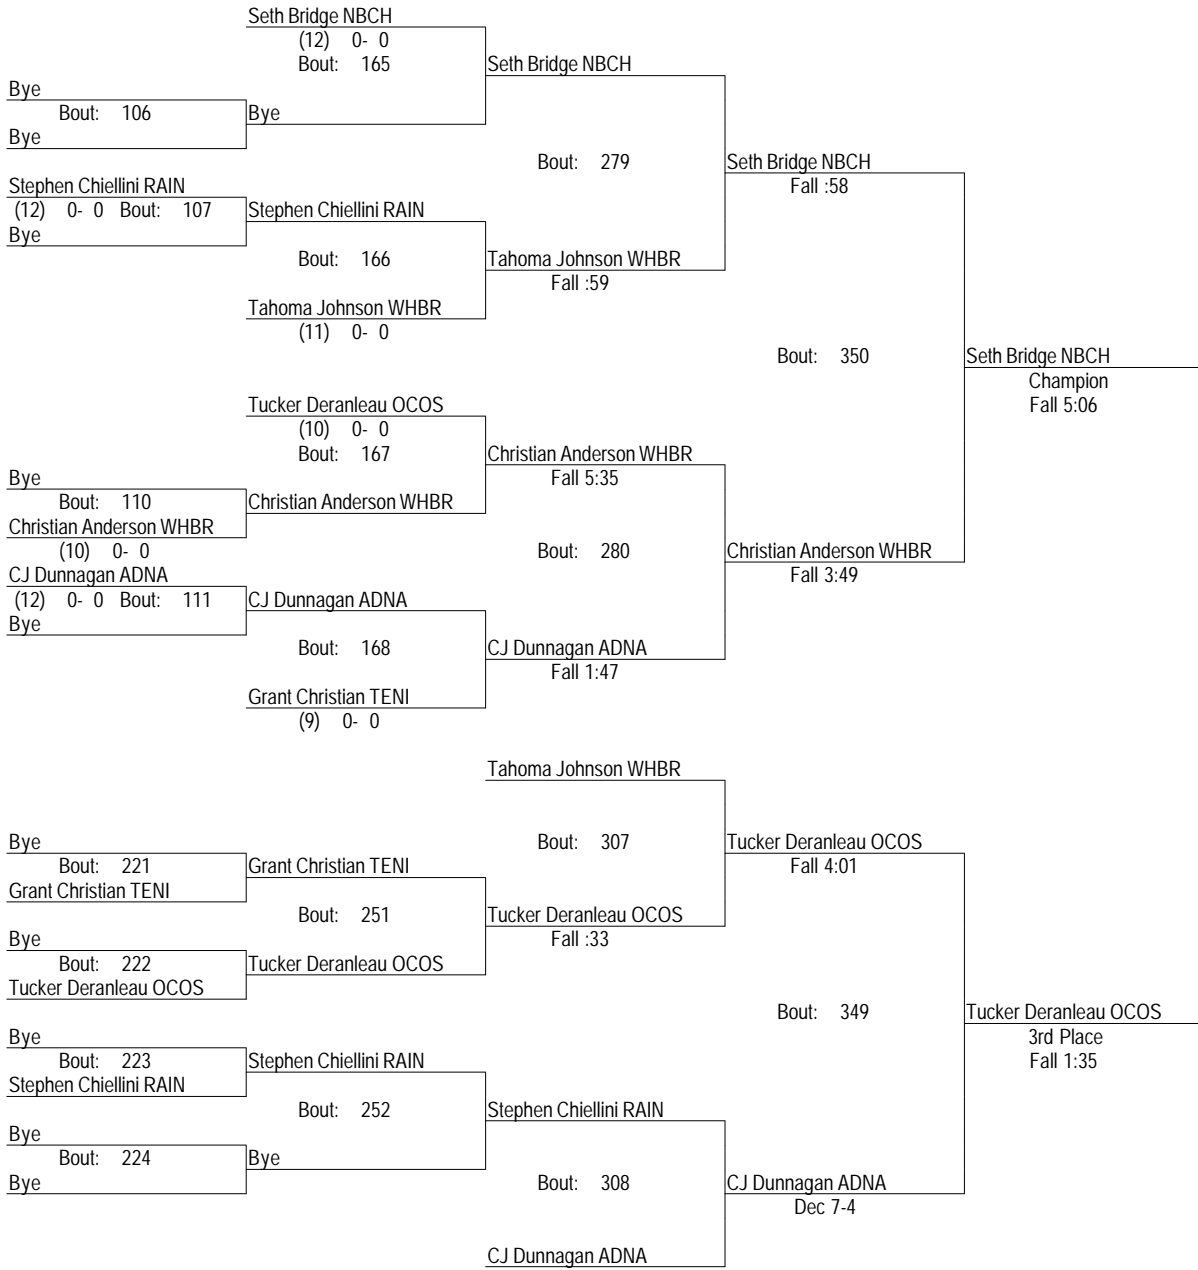 Seth Bridge NBCH
(12) 0- 0
Bout: 165
Seth Bridge NBCH
Bye
Bout: 106
Bye
Bye
Bout: 279
Seth Bridge NBCH
Fall :58
Stephen Chiellini RAIN
(12) 0- 0 Bout: 107
Stephen Chiellini RAIN
Bye
Bout: 166
Tahoma Johnson WHBR
Fall :59
Tahoma Johnson WHBR
(11) 0- 0
Bout: 350
Seth Bridge NBCH
Champion
Fall 5:06
Tucker Deranleau OCOS
(10) 0- 0
Bout: 167
Christian Anderson WHBR
Fall 5:35
Bye
Bout: 110
Christian Anderson WHBR
Christian Anderson WHBR
(10) 0- 0
Bout: 280
Christian Anderson WHBR
Fall 3:49
CJ Dunnagan ADNA
(12) 0- 0 Bout: 111
CJ Dunnagan ADNA
Bye
Bout: 168
CJ Dunnagan ADNA
Fall 1:47
Grant Christian TENI
(9) 0- 0
Tahoma Johnson WHBR
Bye
Bout: 307
Tucker Deranleau OCOS
Fall 4:01
Bout: 221
Grant Christian TENI
Grant Christian TENI
Bout: 251
Tucker Deranleau OCOS
Fall :33
Bye
Bout: 222
Tucker Deranleau OCOS
Tucker Deranleau OCOS
Bout: 349
Tucker Deranleau OCOS
3rd Place
Fall 1:35
Bye
Bout: 223
Stephen Chiellini RAIN
Stephen Chiellini RAIN
Bout: 252
Stephen Chiellini RAIN
Bye
Bout: 224
Bye
Bye
Bout: 308
CJ Dunnagan ADNA
Dec 7-4
CJ Dunnagan ADNA